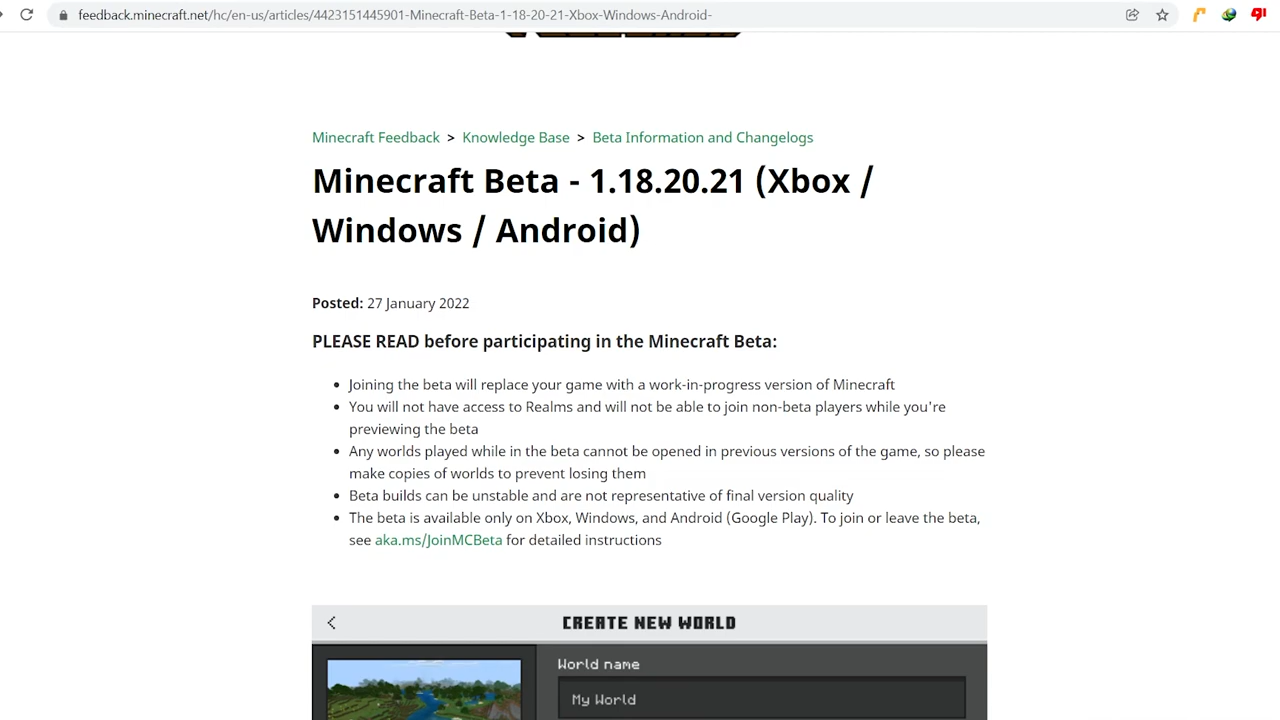 feedback.minecraft.net/hc/en-us/articles/4423151445901-Minecraft-Beta-1-18-20-21-Xbox-Windows-Android-
Minecraft Feedback > Knowledge Base > Beta Information and Changelogs
Minecraft Beta - 1.18.20.21 (Xbox /
Windows / Android)
Posted: 27 January 2022
PLEASE READ before participating in the Minecraft Beta:
• Joining the beta will replace your game with a work-in-progress version of Minecraft
• You will not have access to Realms and will not be able to join non-beta players while you're
previewing the beta
• Any worlds played while in the beta cannot be opened in previous versions of the game, so please
make copies of worlds to prevent losing them
• Beta builds can be unstable and are not representative of final version quality
• The beta is available only on Xbox, Windows, and Android (Google Play). To join or leave the beta,
see aka.ms/JoinMCBeta for detailed instructions
CREATE NEW WORLD
World name
My World